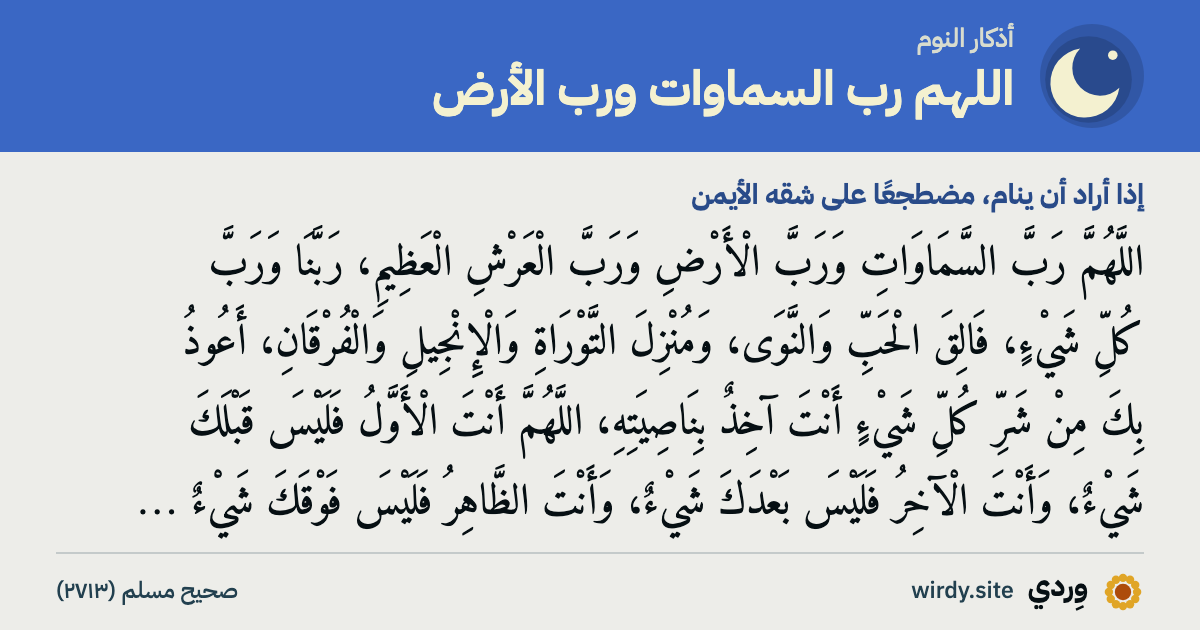 أذكار النوم
اللهم رب السماوات ورب الأرض
إذا أراد أن ينام، مضطجعًا على شقه الأيمن
اللَّهُمَّ رَبَّ السَّمَاوَاتِ وَرَبَّ الْأَرْضِ وَرَبَّ الْعَرْشِ الْعَظِيمِ، رَبَّنَا وَرَبَّ
كُلِّ شَيْءٍ، فَالِقَ الْحَبِّ وَالنَّوَى، وَمُنْزِلَ التَّوْرَاةِ وَالْإِنْجِيلِ وَالْفُرْقَانِ، أَعُوذُ
بِكَ مِنْ شَرِّ كُلِّ شَيْءٍ أَنْتَ آخِذٌ بِنَاصِيَتِهِ، اللَّهُمَّ أَنْتَ الْأَوَّلُ فَلَيْسَ قَبْلَكَ
شَيْءٌ، وَأَنْتَ الْآخِرُ فَلَيْسَ بَعْدَكَ شَيْءٌ، وَأَنْتَ الظَّاهِرُ فَلَيْسَ فَوْقَكَ شَيْءٌ ...
وِردي wirdy.site
صحيح مسلم (٢٧١٣)